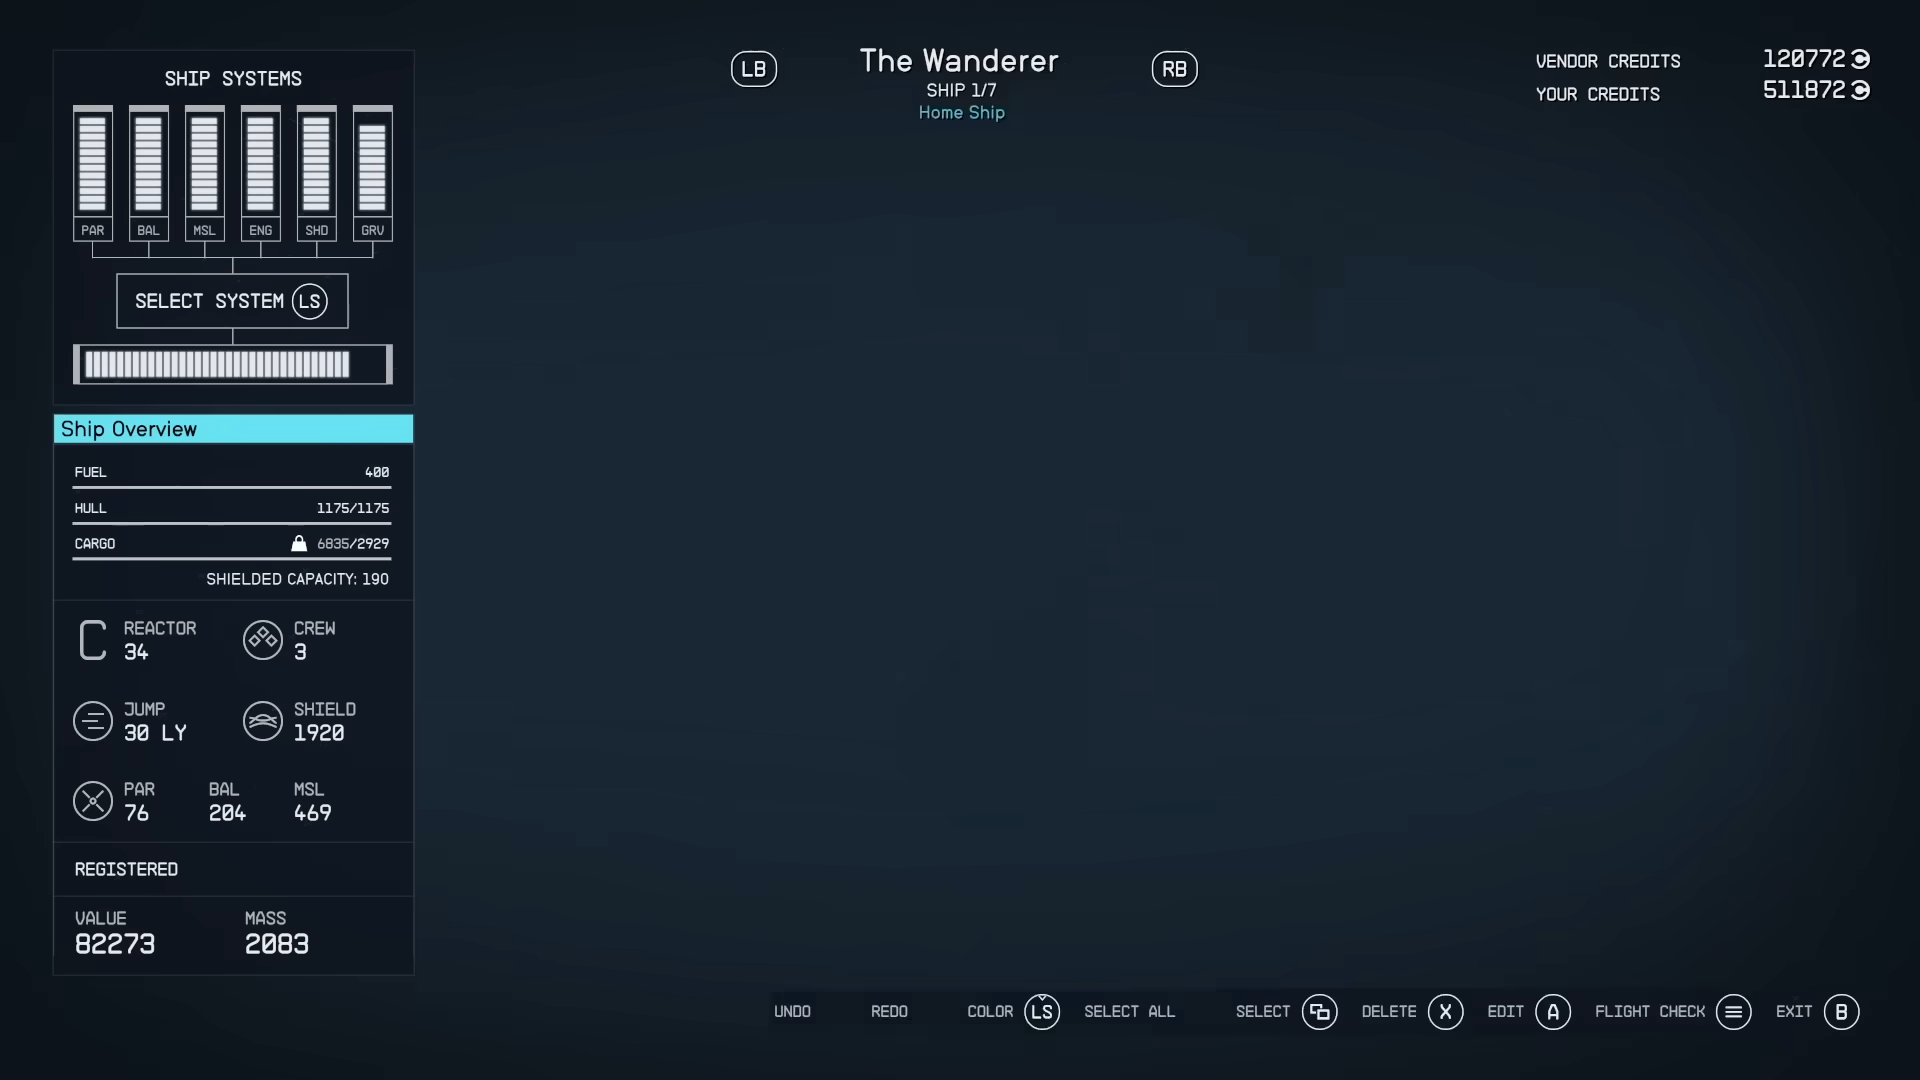 SHIP SYSTEMS
PAR BAL MSL ENG SHD GRV
SELECT SYSTEM LS
Ship Overview
FUEL 400
HULL 1175/1175
CARGO 6835/2929
SHIELDED CAPACITY: 190
C REACTOR 34
CREW 3
JUMP 30 LY
SHIELD 1920
PAR 76
BAL 204
MSL 469
REGISTERED
VALUE 82273
MASS 2083
LB
The Wanderer
SHIP 1/7
Home Ship
RB
VENDOR CREDITS 120772
YOUR CREDITS 511872
UNDO REDO COLOR LS SELECT ALL SELECT DELETE X EDIT A FLIGHT CHECK EXIT B